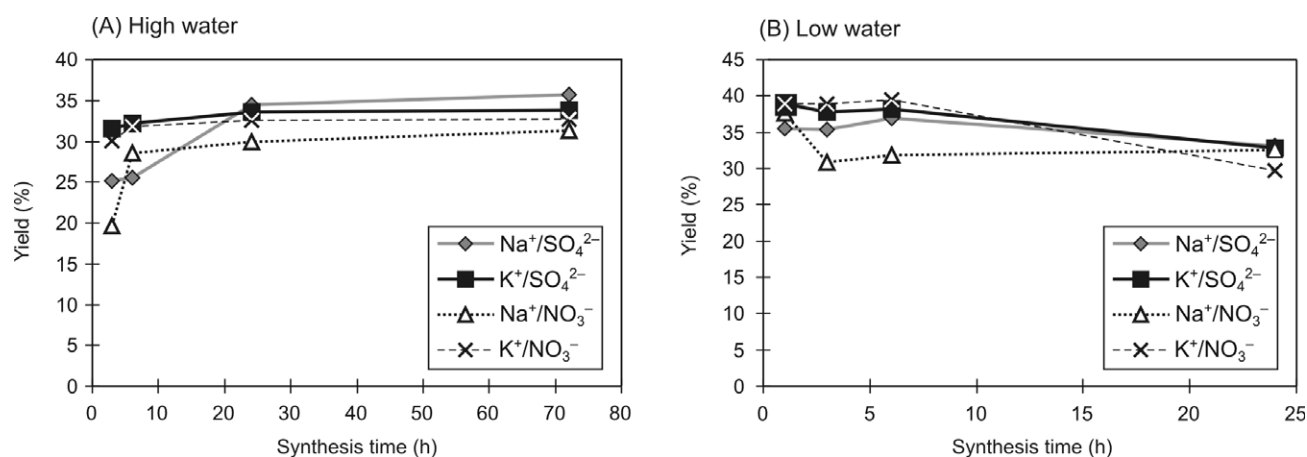 (A) High water
40
35
30
25
20
15
10
5
0
Yield (%)
0 10 20 30 40 50 60 70 80
Synthesis time (h)
Na⁺/SO₄²⁻
K⁺/SO₄²⁻
Na⁺/NO₃⁻
K⁺/NO₃⁻
(B) Low water
45
40
35
30
25
20
15
10
5
0
Yield (%)
0 5 10 15 20 25
Synthesis time (h)
Na⁺/SO₄²⁻
K⁺/SO₄²⁻
Na⁺/NO₃⁻
K⁺/NO₃⁻